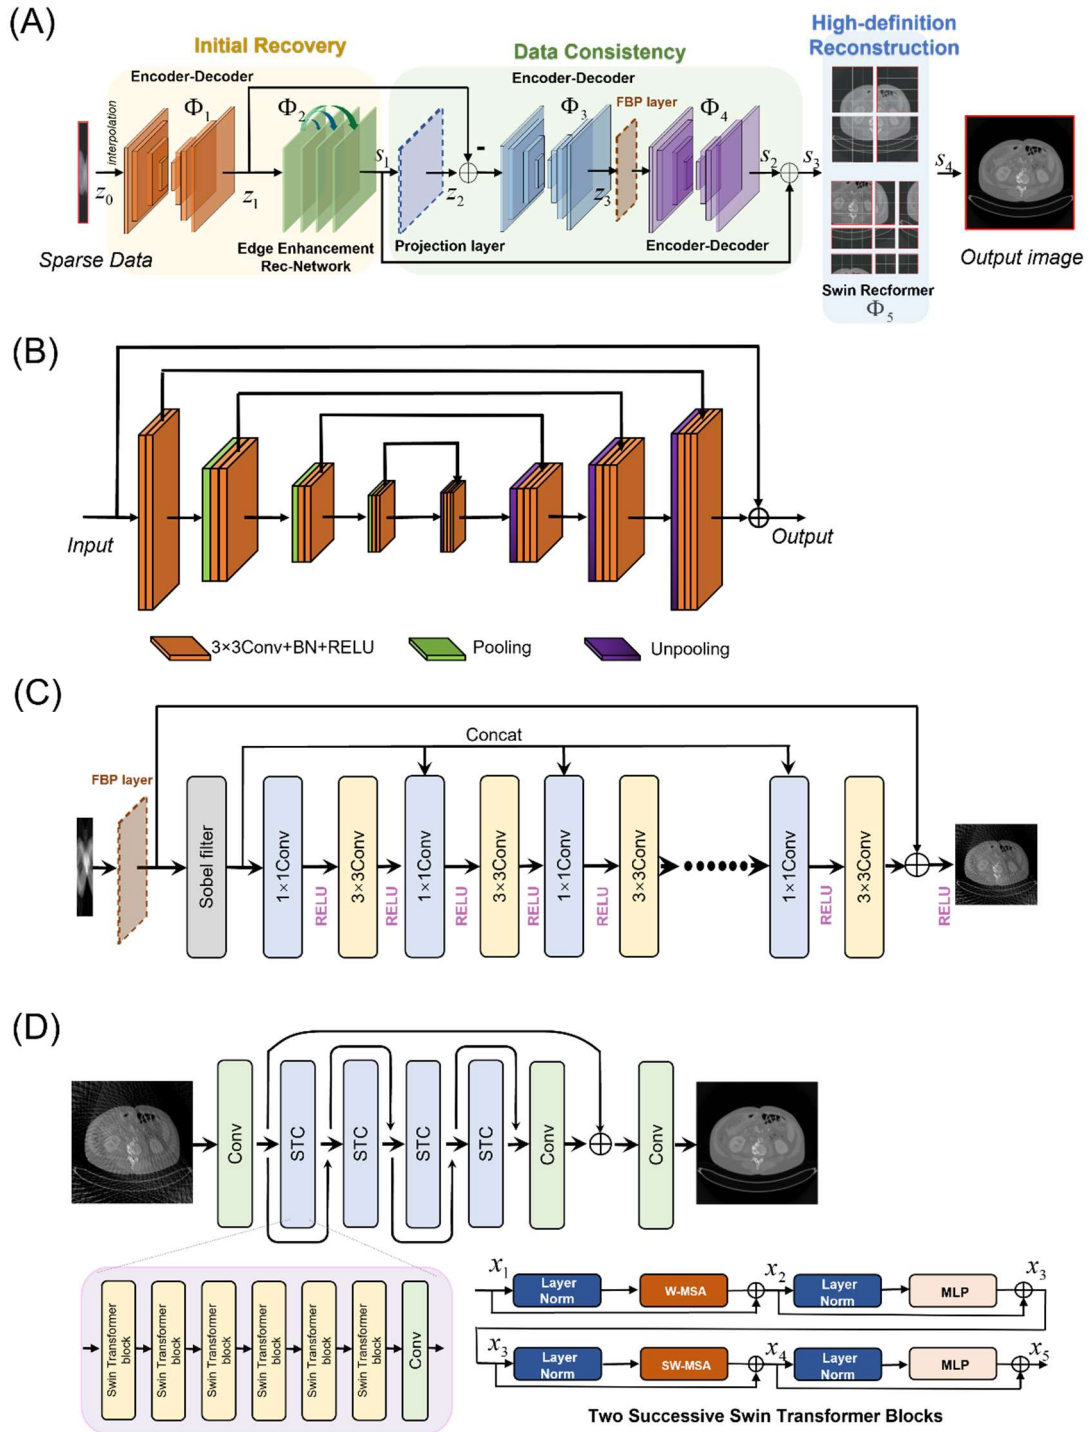 (A)
Initial Recovery
Data Consistency
High-definition
Reconstruction
Encoder-Decoder
Encoder-Decoder
interpolation
Φ1
Φ2
Φ3
FBP layer
Φ4
z0
z1
s1
z2
-
z3
s2
s3
s4
Sparse Data
Edge Enhancement
Rec-Network
Projection layer
Encoder-Decoder
Swin Recformer
Φ5
Output image
(B)
Input
Output
3×3Conv+BN+RELU
Pooling
Unpooling
(C)
Concat
FBP layer
Sobel filter
1×1Conv
RELU
3×3Conv
RELU
1×1Conv
RELU
3×3Conv
RELU
1×1Conv
RELU
3×3Conv
1×1Conv
RELU
3×3Conv
RELU
(D)
Conv
STC
STC
STC
STC
Conv
Conv
Swin Transformer block
Swin Transformer block
Swin Transformer block
Swin Transformer block
Swin Transformer block
Swin Transformer block
Conv
x1
Layer
Norm
W-MSA
x2
Layer
Norm
MLP
x3
x3
Layer
Norm
SW-MSA
x4
Layer
Norm
MLP
x5
Two Successive Swin Transformer Blocks